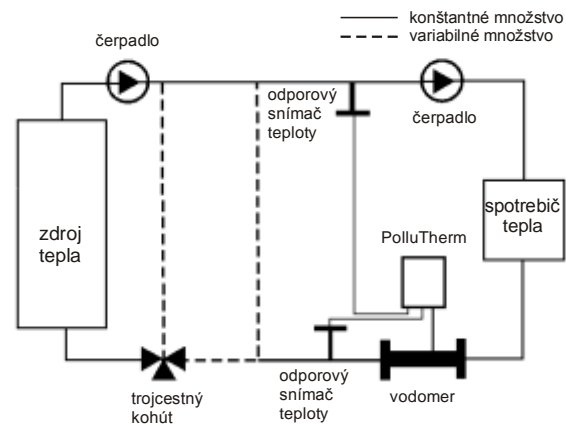 konštantné množstvo
variabilné množstvo
čerpadlo
odporový
snímač
teploty
čerpadlo
zdroj
tepla
spotrebič
tepla
PolluTherm
trojcestný
kohút
odporový
snímač
teploty
vodomer